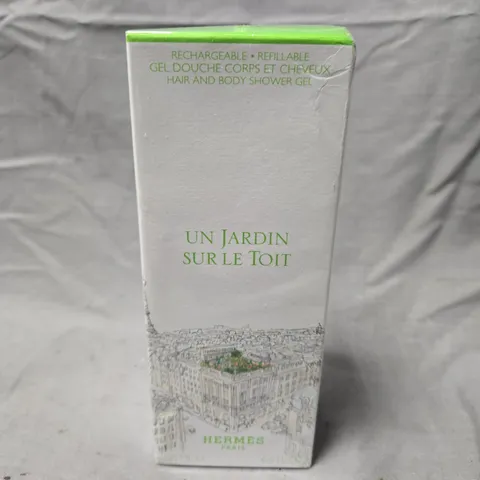 RECHARGEABLE • REFILLABLE
GEL DOUCHE CORPS ET CHEVEUX
HAIR AND BODY SHOWER GEL
UN JARDIN
SUR LE TOIT
HERMÈS
PARIS